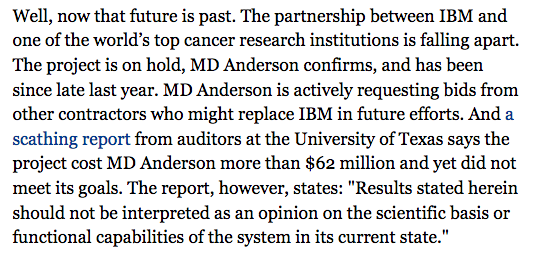 Well, now that future is past. The partnership between IBM and
one of the world’s top cancer research institutions is falling apart.
The project is on hold, MD Anderson confirms, and has been
since late last year. MD Anderson is actively requesting bids from
other contractors who might replace IBM in future efforts. And a
scathing report from auditors at the University of Texas says the
project cost MD Anderson more than $62 million and yet did not
meet its goals. The report, however, states: "Results stated herein
should not be interpreted as an opinion on the scientific basis or
functional capabilities of the system in its current state."